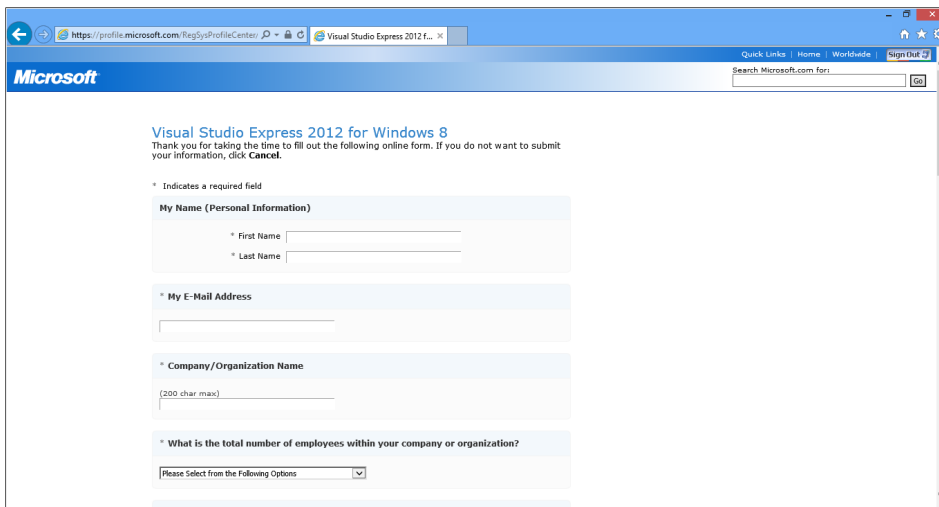 https://profile.microsoft.com/RegSysProfileCenter/
Visual Studio Express 2012 f...
Quick Links | Home | Worldwide | Sign Out
Microsoft
Search Microsoft.com for:
Go
Visual Studio Express 2012 for Windows 8
Thank you for taking the time to fill out the following online form. If you do not want to submit
your information, click Cancel.
* Indicates a required field
My Name (Personal Information)
* First Name
* Last Name
* My E-Mail Address
* Company/Organization Name
(200 char max)
* What is the total number of employees within your company or organization?
Please Select from the Following Options